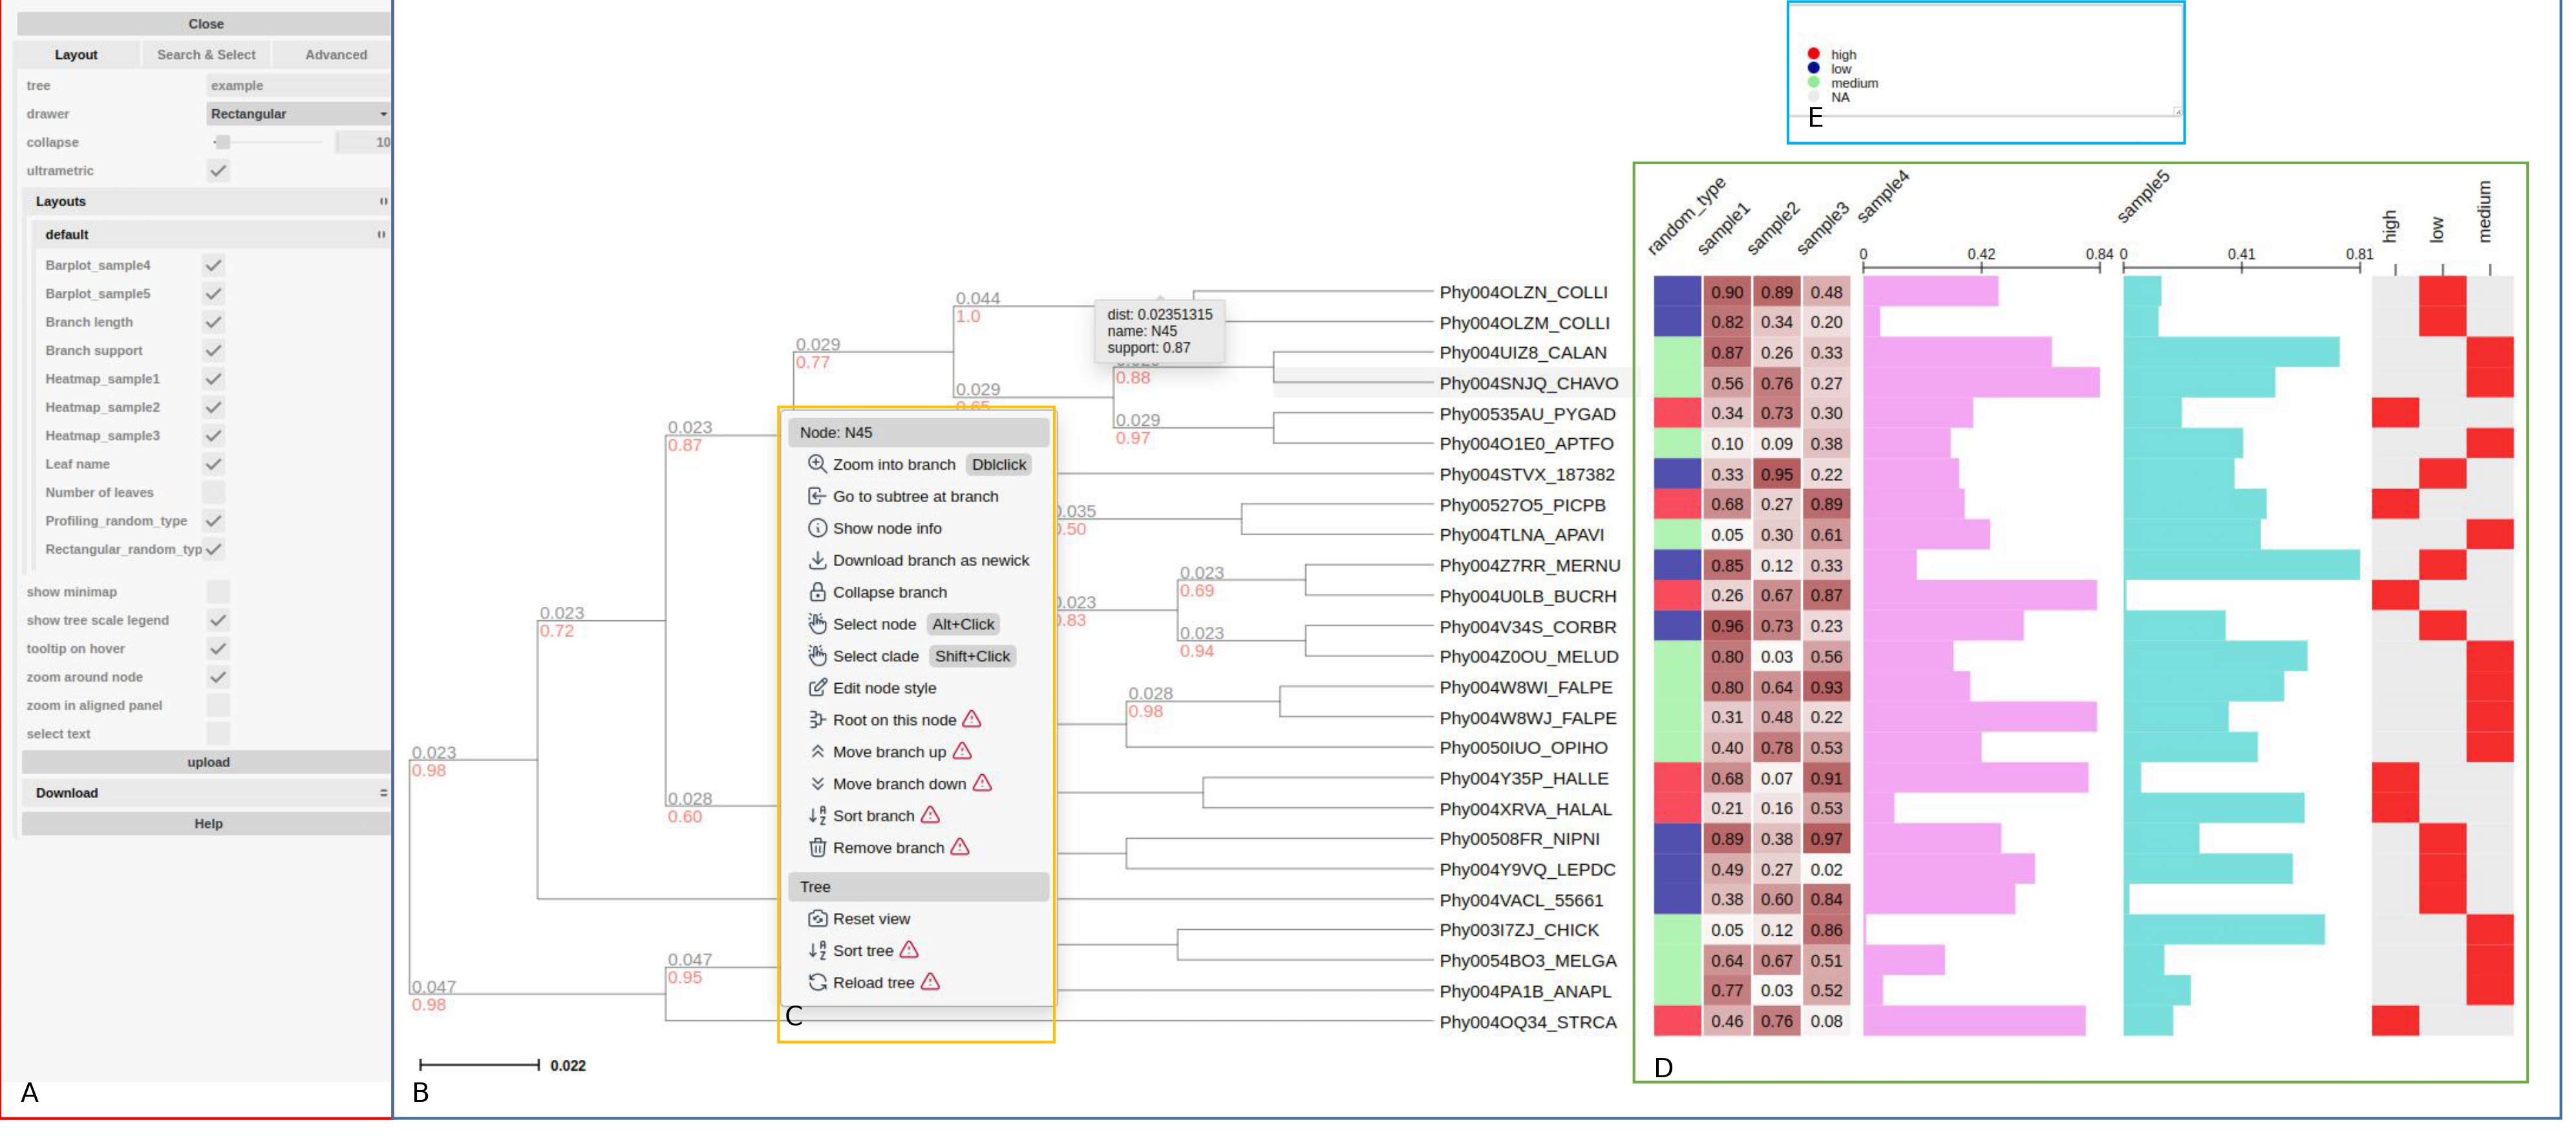 Close
Layout
Search & Select
Advanced
tree
example
drawer
Rectangular
collapse
10
ultrametric
Layouts
default
Barplot_sample4
Barplot_sample5
Branch length
Branch support
Heatmap_sample1
Heatmap_sample2
Heatmap_sample3
Leaf name
Number of leaves
Profiling_random_type
Rectangular_random_typ
show minimap
show tree scale legend
tooltip on hover
zoom around node
zoom in aligned panel
select text
upload
Download
Help
A
0.044
1.0
0.029
0.77
0.029
0.88
0.029
0.97
0.023
0.87
0.035
0.50
0.023
0.69
0.023
0.83
0.023
0.94
0.023
0.72
0.028
0.98
0.023
0.98
0.028
0.60
0.047
0.95
0.047
0.98
0.022
B
dist: 0.02351315
name: N45
support: 0.87
Node: N45
Zoom into branch Dblclick
Go to subtree at branch
Show node info
Download branch as newick
Collapse branch
Select node Alt+Click
Select clade Shift+Click
Edit node style
Root on this node
Move branch up
Move branch down
Sort branch
Remove branch
Tree
Reset view
Sort tree
Reload tree
C
high
low
medium
NA
E
random_type sample1 sample2 sample3 sample4 sample5 high low medium
0 0.42 0.84 0 0.41 0.81
Phy004OLZN_COLLI 0.90 0.89 0.48
Phy004OLZM_COLLI 0.82 0.34 0.20
Phy004UIZ8_CALAN 0.87 0.26 0.33
Phy004SNJQ_CHAVO 0.56 0.76 0.27
Phy00535AU_PYGAD 0.34 0.73 0.30
Phy004O1E0_APTFO 0.10 0.09 0.38
Phy004STVX_187382 0.33 0.95 0.22
Phy00527O5_PICPB 0.68 0.27 0.89
Phy004TLNA_APAVI 0.05 0.30 0.61
Phy004Z7RR_MERNU 0.85 0.12 0.33
Phy004U0LB_BUCRH 0.26 0.67 0.87
Phy004V34S_CORBR 0.96 0.73 0.23
Phy004Z0OU_MELUD 0.80 0.03 0.56
Phy004W8WI_FALPE 0.80 0.64 0.93
Phy004W8WJ_FALPE 0.31 0.48 0.22
Phy0050IUO_OPIHO 0.40 0.78 0.53
Phy004Y35P_HALLE 0.68 0.07 0.91
Phy004XRVA_HALAL 0.21 0.16 0.53
Phy00508FR_NIPNI 0.89 0.38 0.97
Phy004Y9VQ_LEPDC 0.49 0.27 0.02
Phy004VACL_55661 0.38 0.60 0.84
Phy003I7ZJ_CHICK 0.05 0.12 0.86
Phy0054BO3_MELGA 0.64 0.67 0.51
Phy004PA1B_ANAPL 0.77 0.03 0.52
Phy004OQ34_STRCA 0.46 0.76 0.08
D